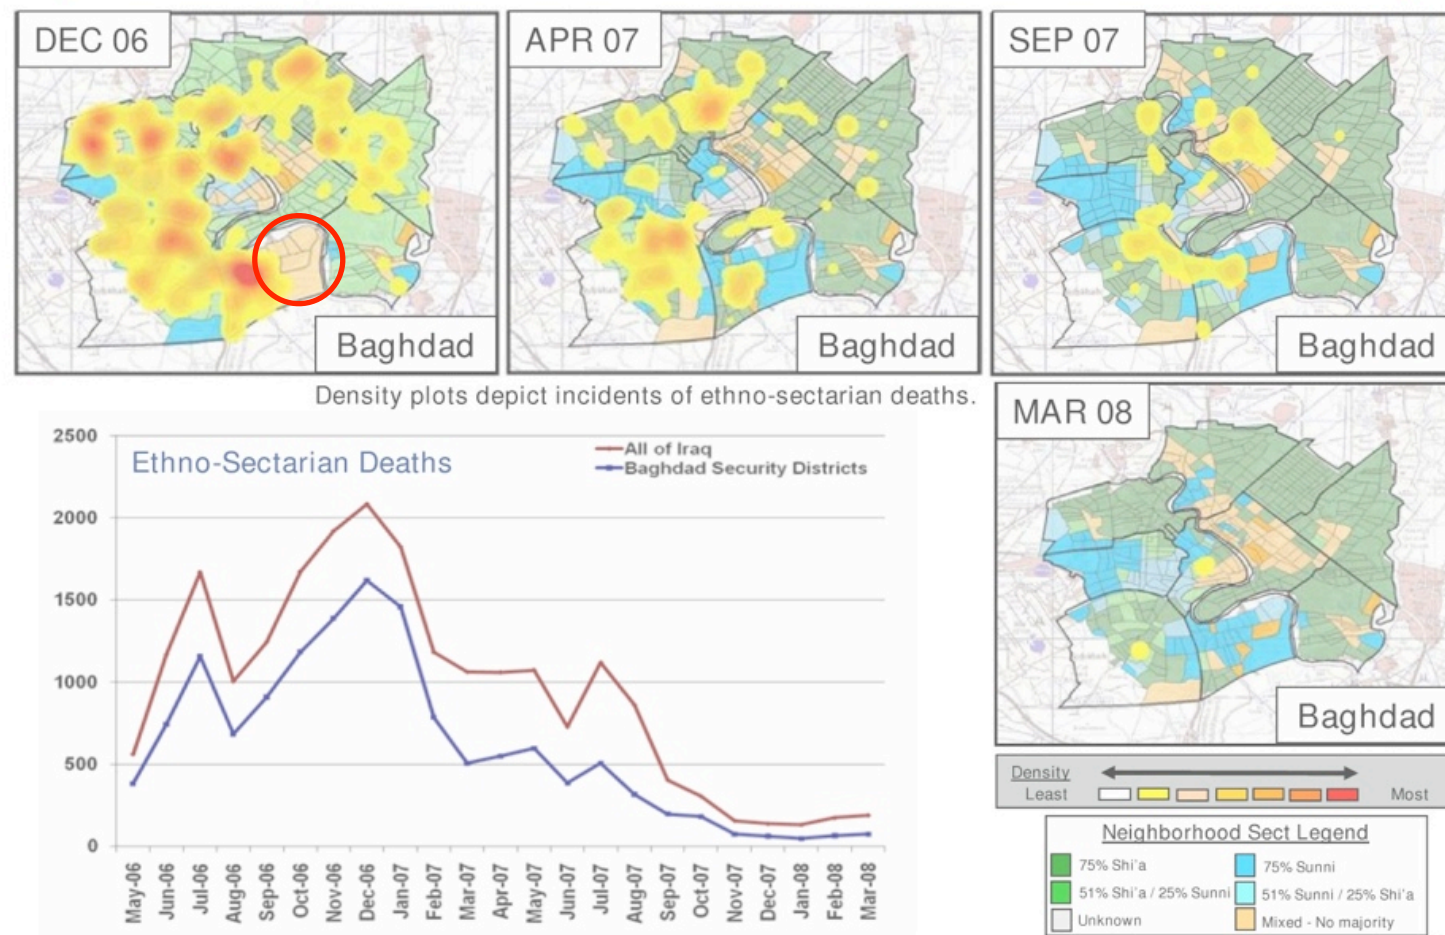 DEC 06
Baghdad
APR 07
Baghdad
SEP 07
Baghdad
Density plots depict incidents of ethno-sectarian deaths.
MAR 08
Baghdad
Ethno-Sectarian Deaths
All of Iraq
Baghdad Security Districts
2500
2000
1500
1000
500
0
May-06
Jun-06
Jul-06
Aug-06
Sep-06
Oct-06
Nov-06
Dec-06
Jan-07
Feb-07
Mar-07
Apr-07
May-07
Jun-07
Jul-07
Aug-07
Sep-07
Oct-07
Nov-07
Dec-07
Jan-08
Feb-08
Mar-08
Density
Least Most
Neighborhood Sect Legend
75% Shi'a 75% Sunni
51% Shi'a / 25% Sunni 51% Sunni / 25% Shi'a
Unknown Mixed - No majority